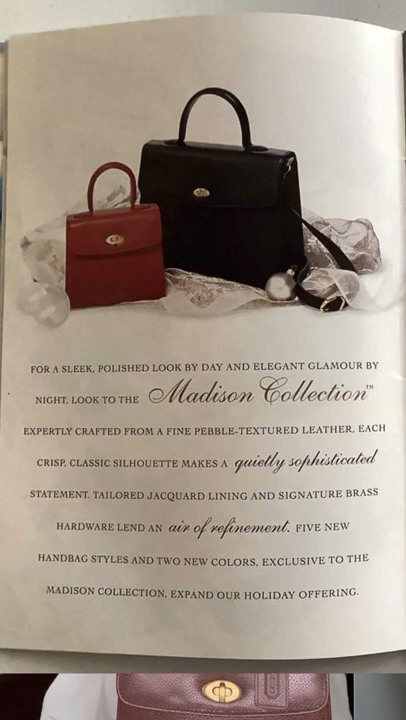 FOR A SLEEK, POLISHED LOOK BY DAY AND ELEGANT GLAMOUR BY
NIGHT, LOOK TO THE Madison Collection™
EXPERTLY CRAFTED FROM A FINE PEBBLE-TEXTURED LEATHER, EACH
CRISP, CLASSIC SILHOUETTE MAKES A quietly sophisticated
STATEMENT. TAILORED JACQUARD LINING AND SIGNATURE BRASS
HARDWARE LEND AN air of refinement. FIVE NEW
HANDBAG STYLES AND TWO NEW COLORS, EXCLUSIVE TO THE
MADISON COLLECTION, EXPAND OUR HOLIDAY OFFERING.